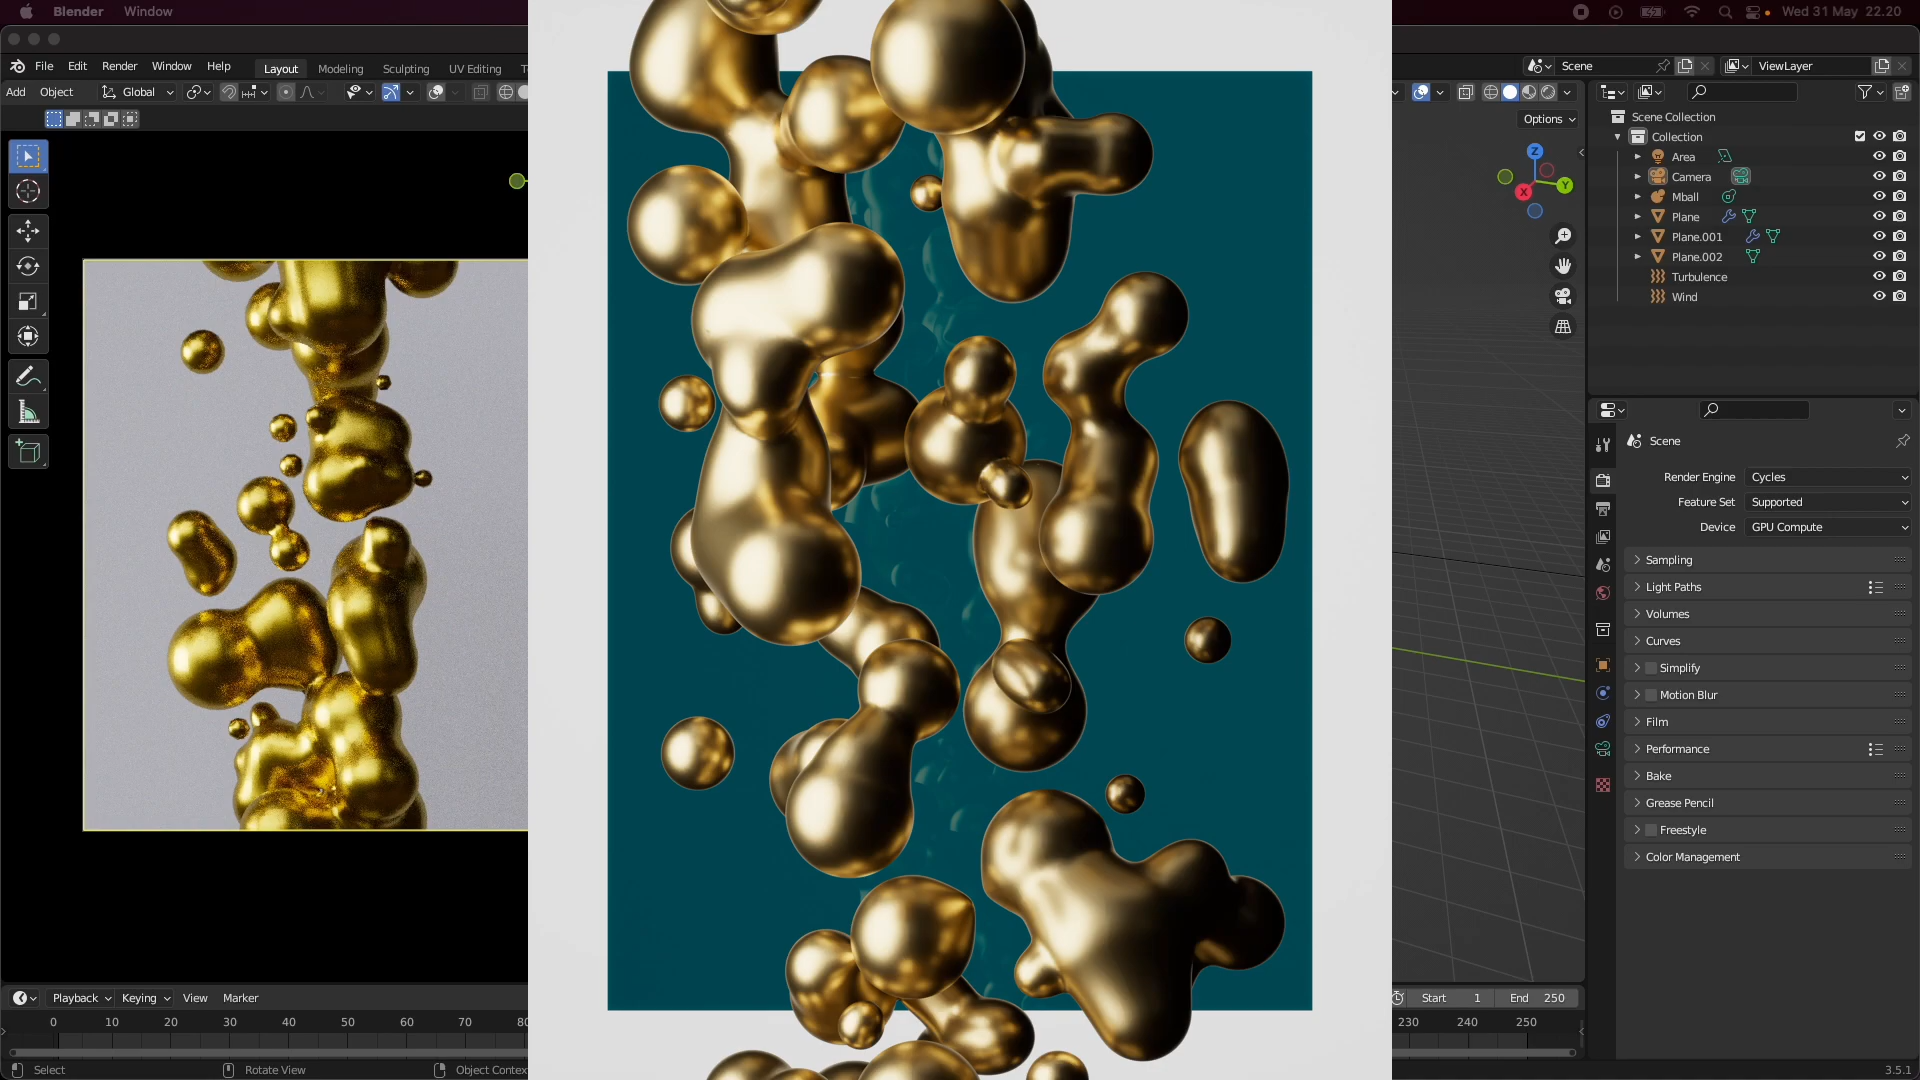 Blender Window
Wed 31 May 22.20
File Edit Render Window Help
Layout Modeling Sculpting UV Editing
Scene
ViewLayer
Add Object Global
Options
Z
Y
X
Scene Collection
Collection
Area
Camera
Mball
Plane
Plane.001
Plane.002
Turbulence
Wind
Scene
Render Engine Cycles
Feature Set Supported
Device GPU Compute
Sampling
Light Paths
Volumes
Curves
Simplify
Motion Blur
Film
Performance
Bake
Grease Pencil
Freestyle
Color Management
Playback Keying View Marker
Start 1 End 250
0 10 20 30 40 50 60 70
230 240 250
Select Rotate View Object
3.5.1